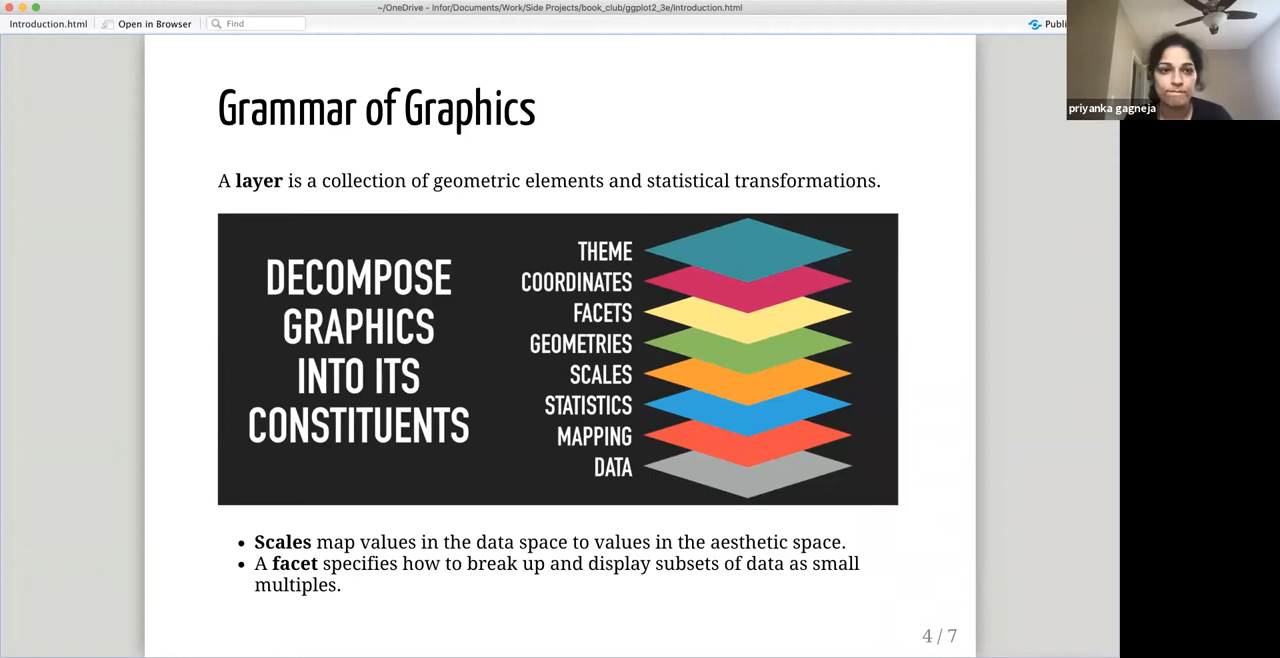 ~/OneDrive - Infor/Documents/Work/Side Projects/book_club/ggplot2_3e/Introduction.html
Introduction.html
Open in Browser
Find
Publi
priyanka gagneja
Grammar of Graphics
A layer is a collection of geometric elements and statistical transformations.
DECOMPOSE
GRAPHICS
INTO ITS
CONSTITUENTS
THEME
COORDINATES
FACETS
GEOMETRIES
SCALES
STATISTICS
MAPPING
DATA
• Scales map values in the data space to values in the aesthetic space.
• A facet specifies how to break up and display subsets of data as small
multiples.
4 / 7